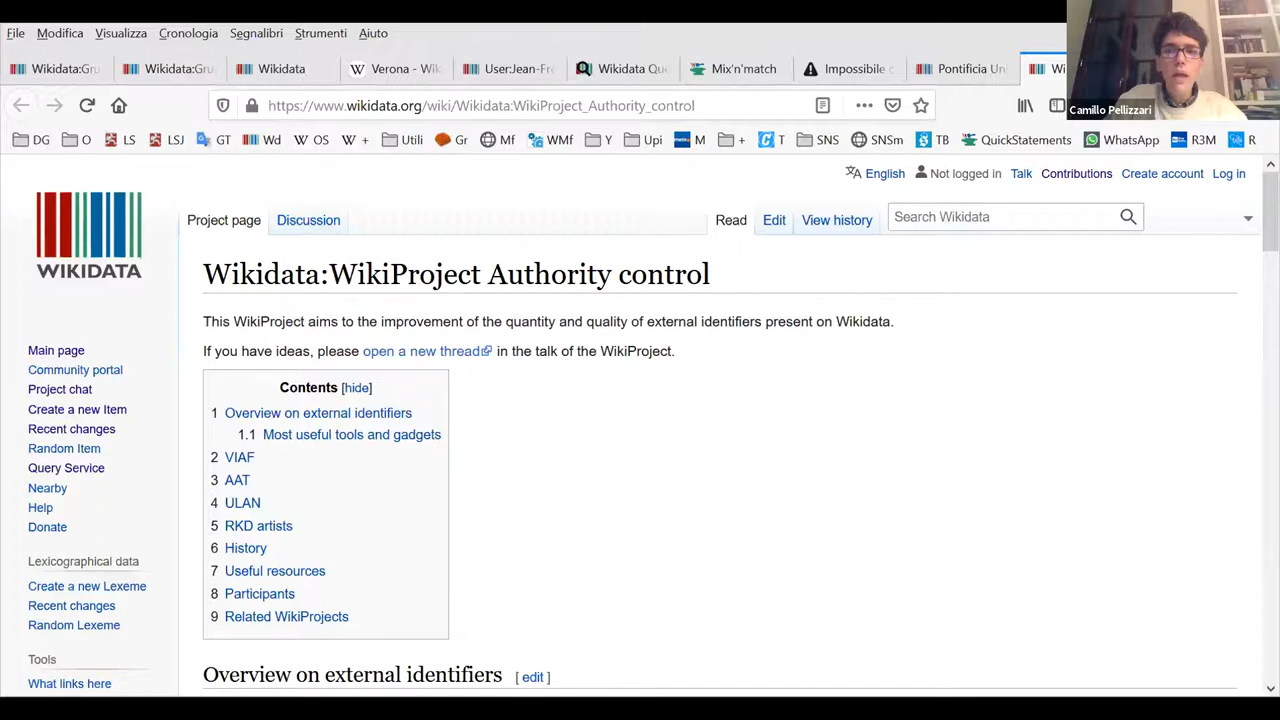 File Modifica Visualizza Cronologia Segnalibri Strumenti Aiuto
Wikidata:Gru Wikidata:Gru Wikidata Verona - Wiki User:Jean-Fre Wikidata Que Mix'n'match Impossibile c Pontificia Uni Wi
https://www.wikidata.org/wiki/Wikidata:WikiProject_Authority_control
Camillo Pellizzari
DG O LS LSJ GT Wd OS + Utili Gr Mf WMf Y Upi M + T SNS SNSm TB QuickStatements WhatsApp R3M R
English Not logged in Talk Contributions Create account Log in
Project page Discussion Read Edit View history Search Wikidata
WIKIDATA
Wikidata:WikiProject Authority control
This WikiProject aims to the improvement of the quantity and quality of external identifiers present on Wikidata.
If you have ideas, please open a new thread in the talk of the WikiProject.
Contents [hide]
1 Overview on external identifiers
1.1 Most useful tools and gadgets
2 VIAF
3 AAT
4 ULAN
5 RKD artists
6 History
7 Useful resources
8 Participants
9 Related WikiProjects
Overview on external identifiers [ edit ]
Main page
Community portal
Project chat
Create a new Item
Recent changes
Random Item
Query Service
Nearby
Help
Donate
Lexicographical data
Create a new Lexeme
Recent changes
Random Lexeme
Tools
What links here